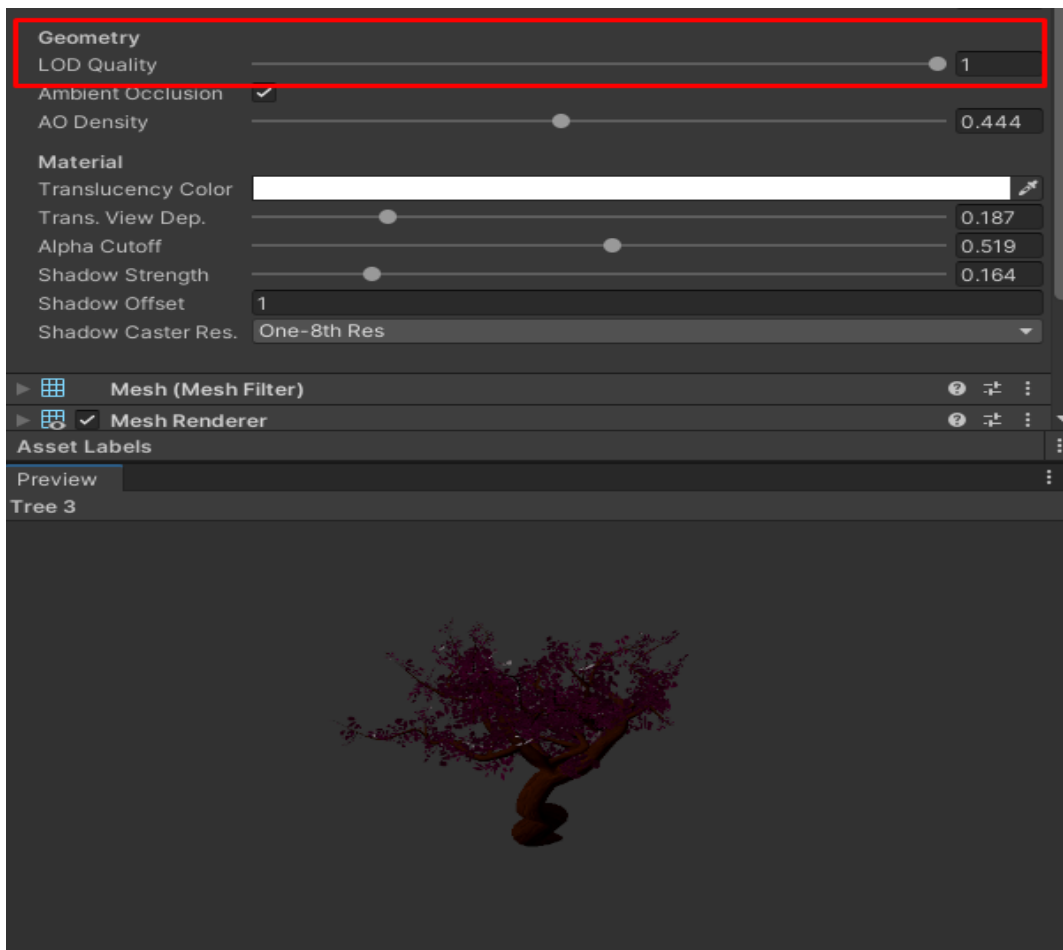 Geometry
LOD Quality 1
Ambient Occlusion
AO Density 0.444
Material
Translucency Color
Trans. View Dep. 0.187
Alpha Cutoff 0.519
Shadow Strength 0.164
Shadow Offset 1
Shadow Caster Res. One-8th Res
Mesh (Mesh Filter)
Mesh Renderer
Asset Labels
Preview
Tree 3